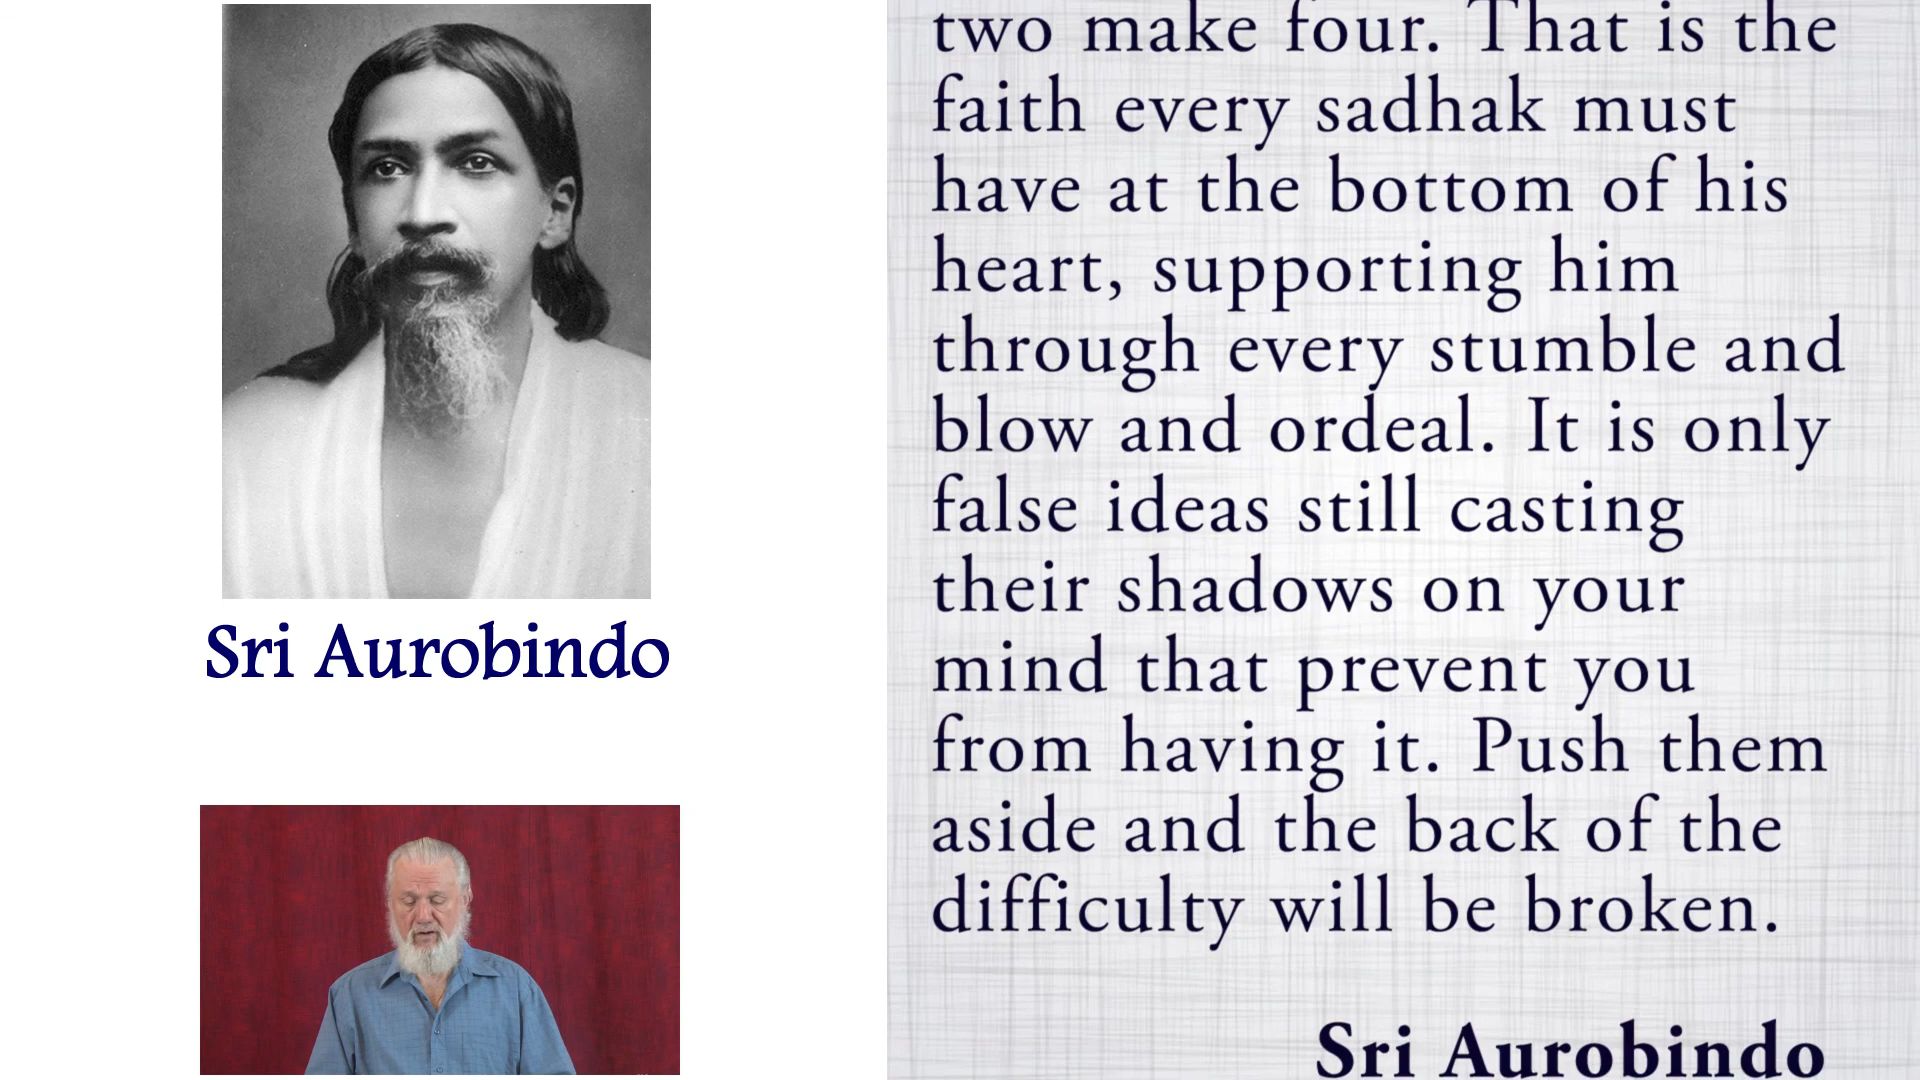 Sri Aurobindo
two make four. That is the
faith every sadhak must
have at the bottom of his
heart, supporting him
through every stumble and
blow and ordeal. It is only
false ideas still casting
their shadows on your
mind that prevent you
from having it. Push them
aside and the back of the
difficulty will be broken.
Sri Aurobindo